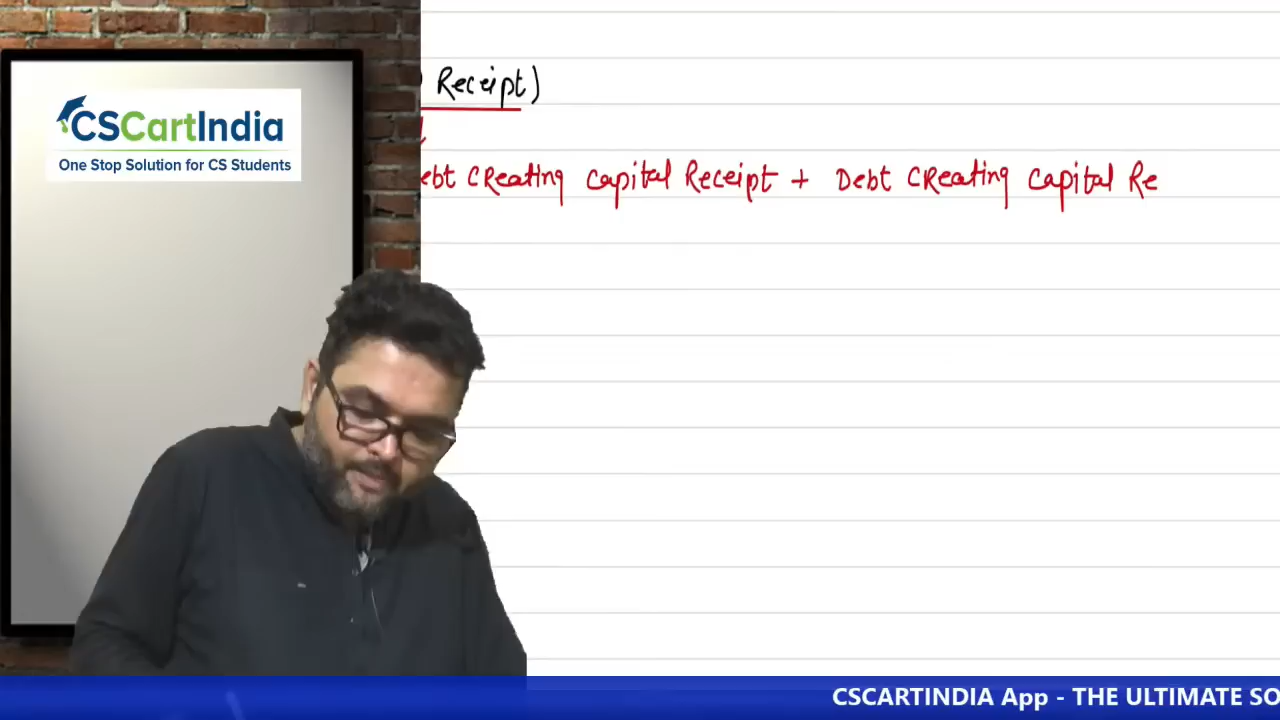 CSCartIndia
One Stop Solution for CS Students
Receipt)
ebt Creating Capital Receipt + Debt Creating Capital Re
CSCARTINDIA App - THE ULTIMATE SO